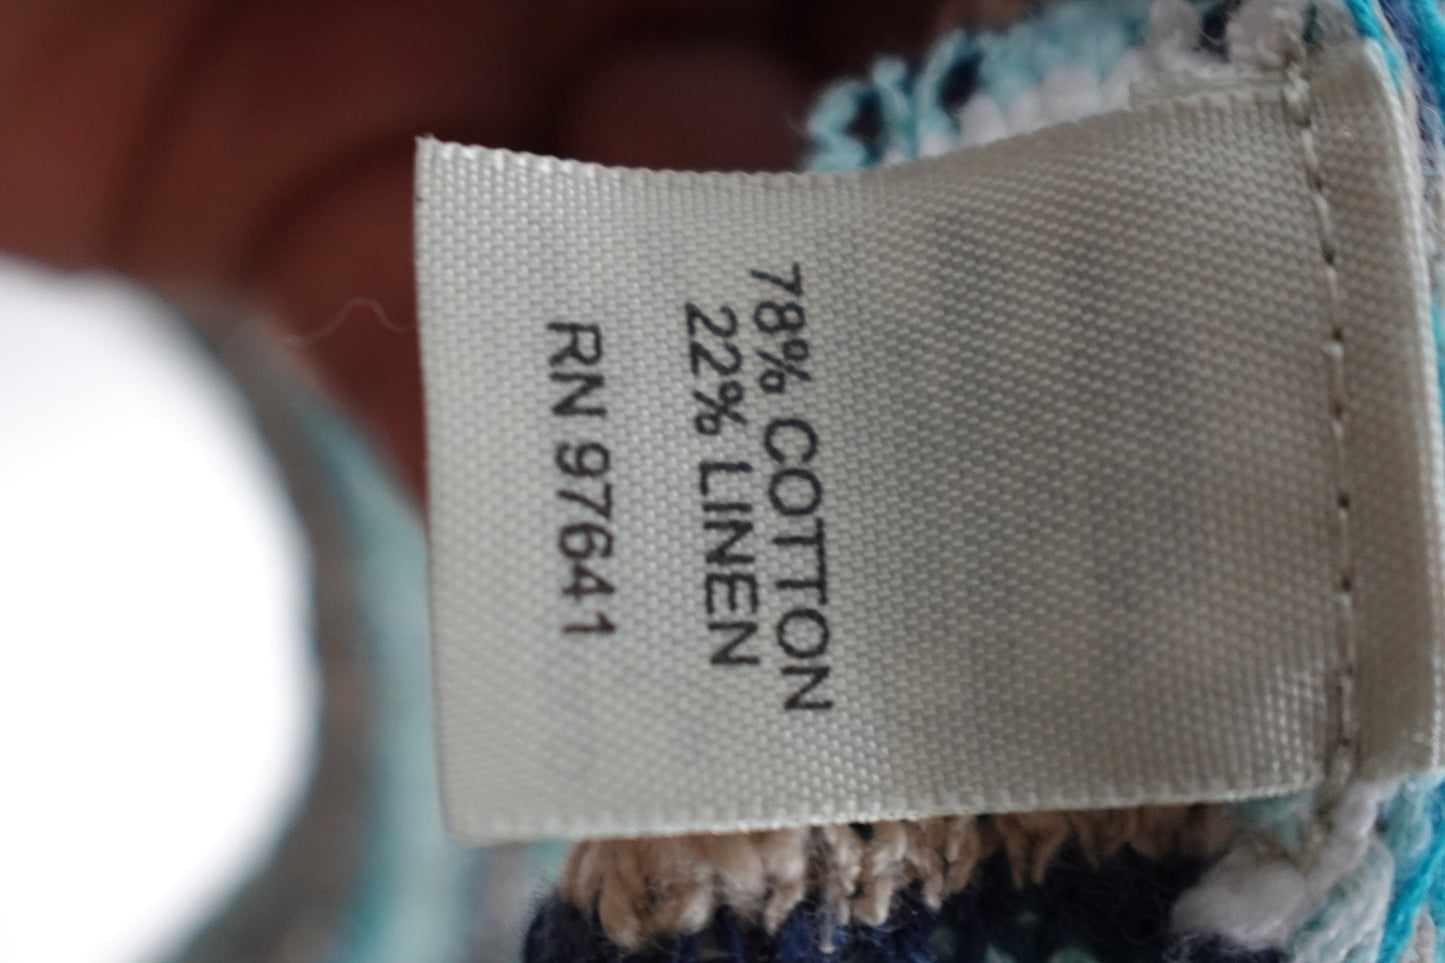 78% COTTON
22% LINEN
RN 97641